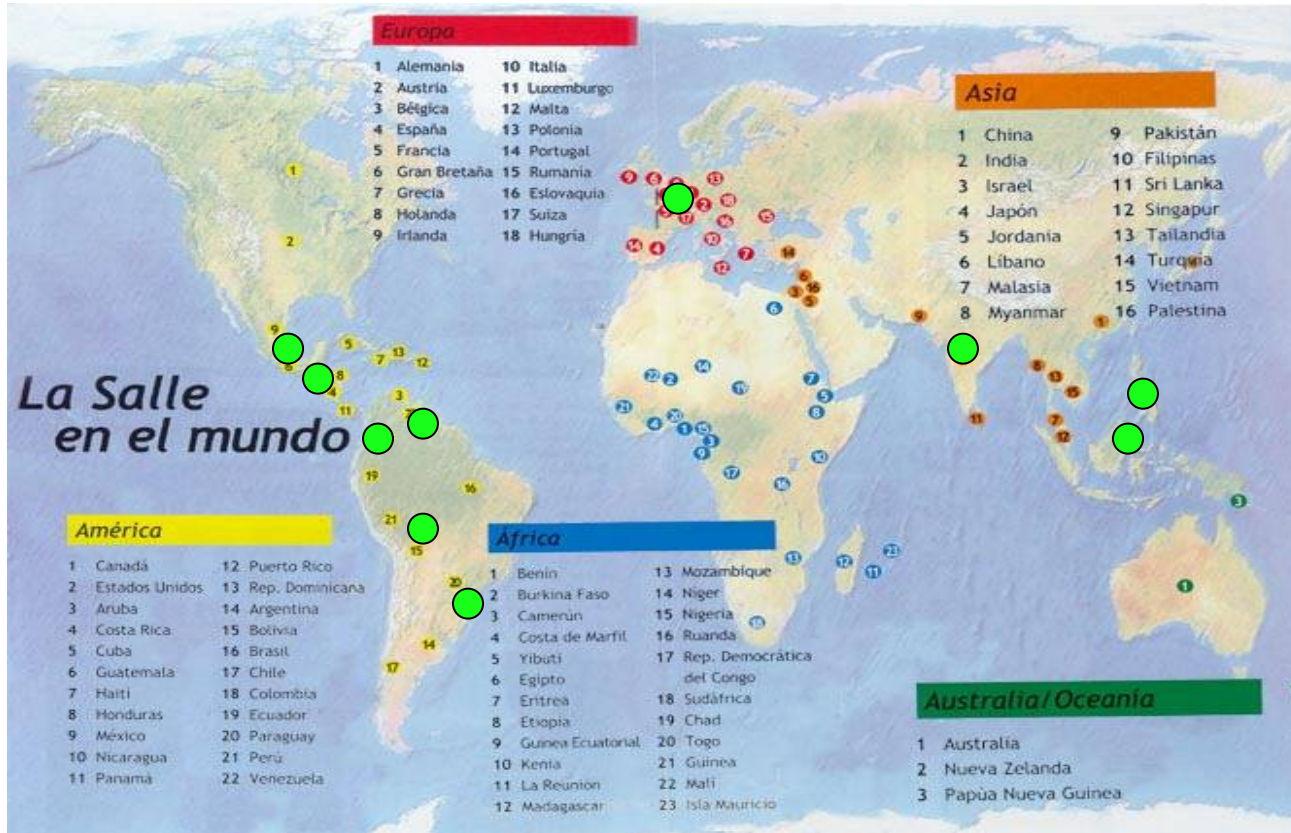 Europa
1 Alemania
2 Austria
3 Bélgica
4 España
5 Francia
6 Gran Bretaña
7 Grecia
8 Holanda
9 Irlanda
10 Italia
11 Luxemburgo
12 Malta
13 Polonia
14 Portugal
15 Rumania
16 Eslovaquia
17 Suiza
18 Hungría
Asia
1 China
2 India
3 Israel
4 Japón
5 Jordania
6 Líbano
7 Malasia
8 Myanmar
9 Pakistán
10 Filipinas
11 Sri Lanka
12 Singapur
13 Tailandia
14 Turquia
15 Vietnam
16 Palestina
La Salle
en el mundo
América
1 Canadá
2 Estados Unidos
3 Aruba
4 Costa Rica
5 Cuba
6 Guatemala
7 Haití
8 Honduras
9 México
10 Nicaragua
11 Panamá
12 Puerto Rico
13 Rep. Dominicana
14 Argentina
15 Bolivia
16 Brasil
17 Chile
18 Colombia
19 Ecuador
20 Paraguay
21 Perú
22 Venezuela
África
1 Benín
2 Burkina Faso
3 Camerún
4 Costa de Marfil
5 Yibuti
6 Egipto
7 Eritrea
8 Etiopia
9 Guinea Ecuatorial
10 Kenia
11 La Reunion
12 Madagascar
13 Mozambique
14 Niger
15 Nigeria
16 Ruanda
17 Rep. Democrática
del Congo
18 Sudáfrica
19 Chad
20 Togo
21 Guinea
22 Malí
23 Isla Mauricio
Australia/Oceanía
1 Australia
2 Nueva Zelanda
3 Papùa Nueva Guinea